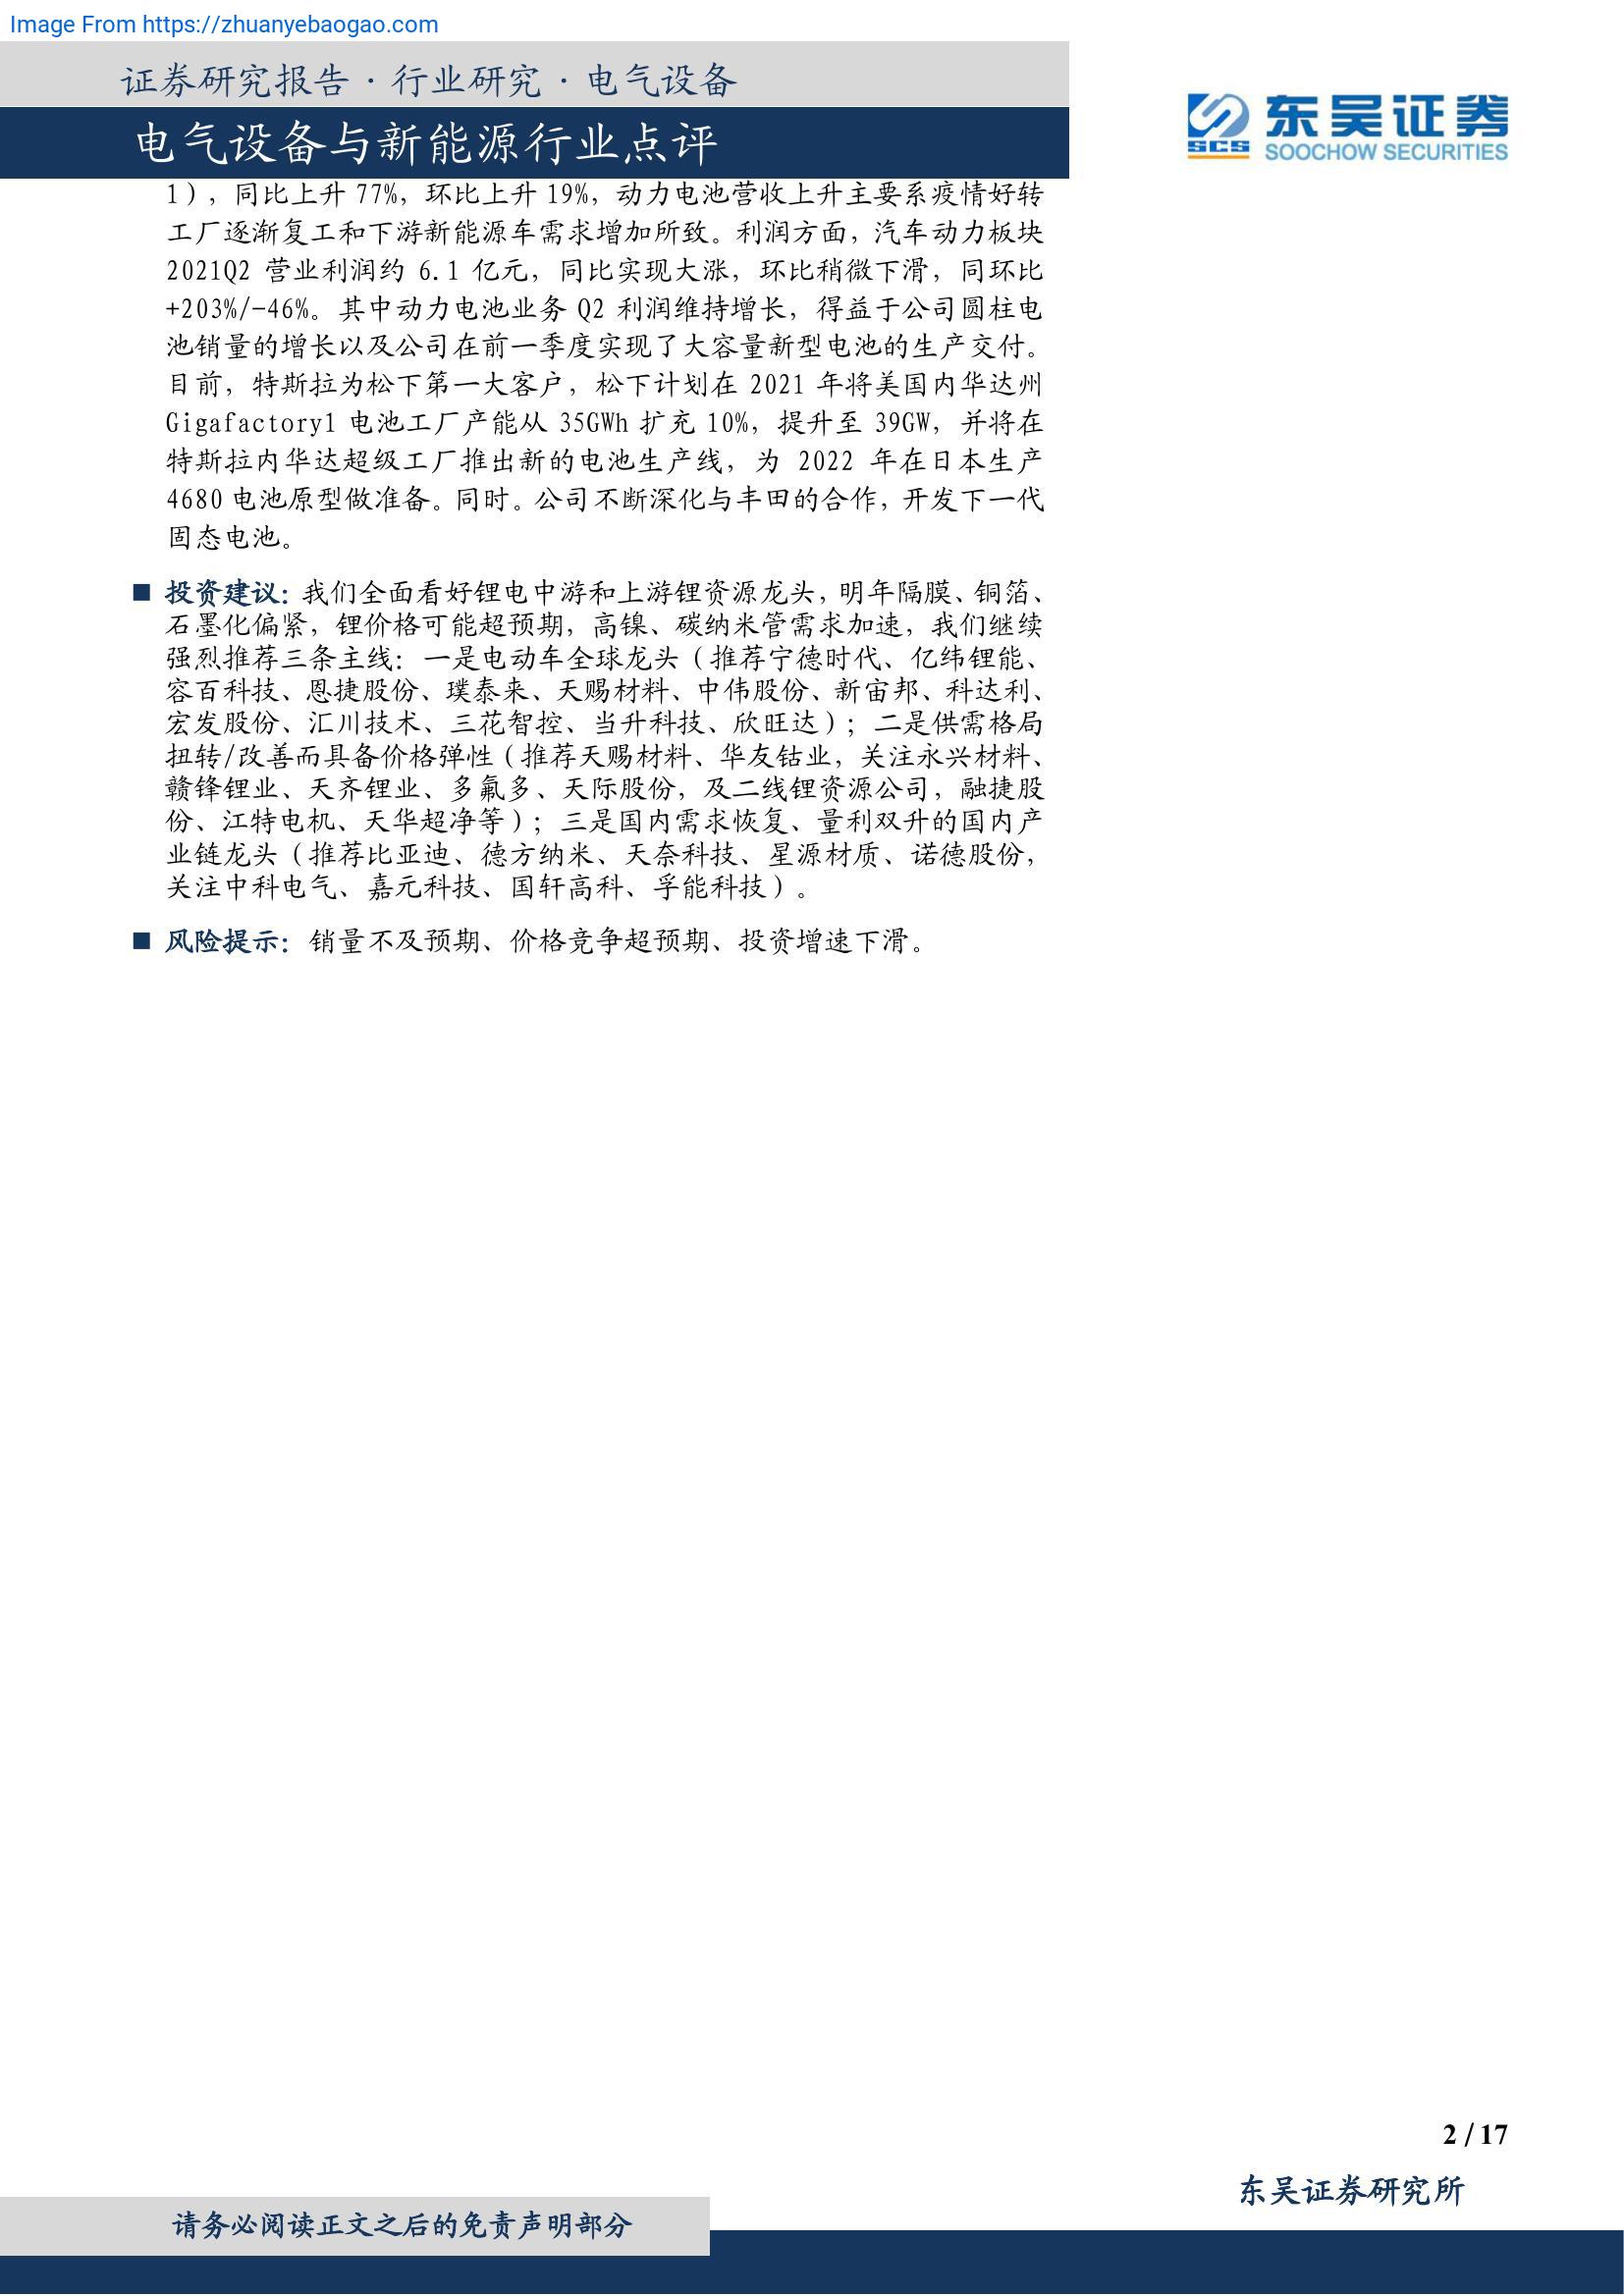 Image From https://zhuanyebaogao.com
证券研究报告·行业研究·电气设备
电气设备与新能源行业点评
东吴证券
SCS
SOOCHOW SECURITIES
1），同比上升 77%，环比上升 19%，动力电池营收上升主要系疫情好转
工厂逐渐复工和下游新能源车需求增加所致。利润方面，汽车动力板块
2021Q2 营业利润约 6.1 亿元，同比实现大涨，环比稍微下滑，同环比
+203%/-46%。其中动力电池业务 Q2 利润维持增长，得益于公司圆柱电
池销量的增长以及公司在前一季度实现了大容量新型电池的生产交付。
目前，特斯拉为松下第一大客户，松下计划在 2021 年将美国内华达州
Gigafactory1 电池工厂产能从 35GWh 扩充 10%，提升至 39GW，并将在
特斯拉内华达超级工厂推出新的电池生产线，为 2022 年在日本生产
4680 电池原型做准备。同时。公司不断深化与丰田的合作，开发下一代
固态电池。
■ 投资建议：我们全面看好锂电中游和上游锂资源龙头，明年隔膜、铜箔、
石墨化偏紧，锂价格可能超预期，高镍、碳纳米管需求加速，我们继续
强烈推荐三条主线：一是电动车全球龙头（推荐宁德时代、亿纬锂能、
容百科技、恩捷股份、璞泰来、天赐材料、中伟股份、新宙邦、科达利、
宏发股份、汇川技术、三花智控、当升科技、欣旺达）；二是供需格局
扭转/改善而具备价格弹性（推荐天赐材料、华友钴业，关注永兴材料、
赣锋锂业、天齐锂业、多氟多、天际股份，及二线锂资源公司，融捷股
份、江特电机、天华超净等）；三是国内需求恢复、量利双升的国内产
业链龙头（推荐比亚迪、德方纳米、天奈科技、星源材质、诺德股份，
关注中科电气、嘉元科技、国轩高科、孚能科技）。
■ 风险提示：销量不及预期、价格竞争超预期、投资增速下滑。
2 / 17
东吴证券研究所
请务必阅读正文之后的免责声明部分